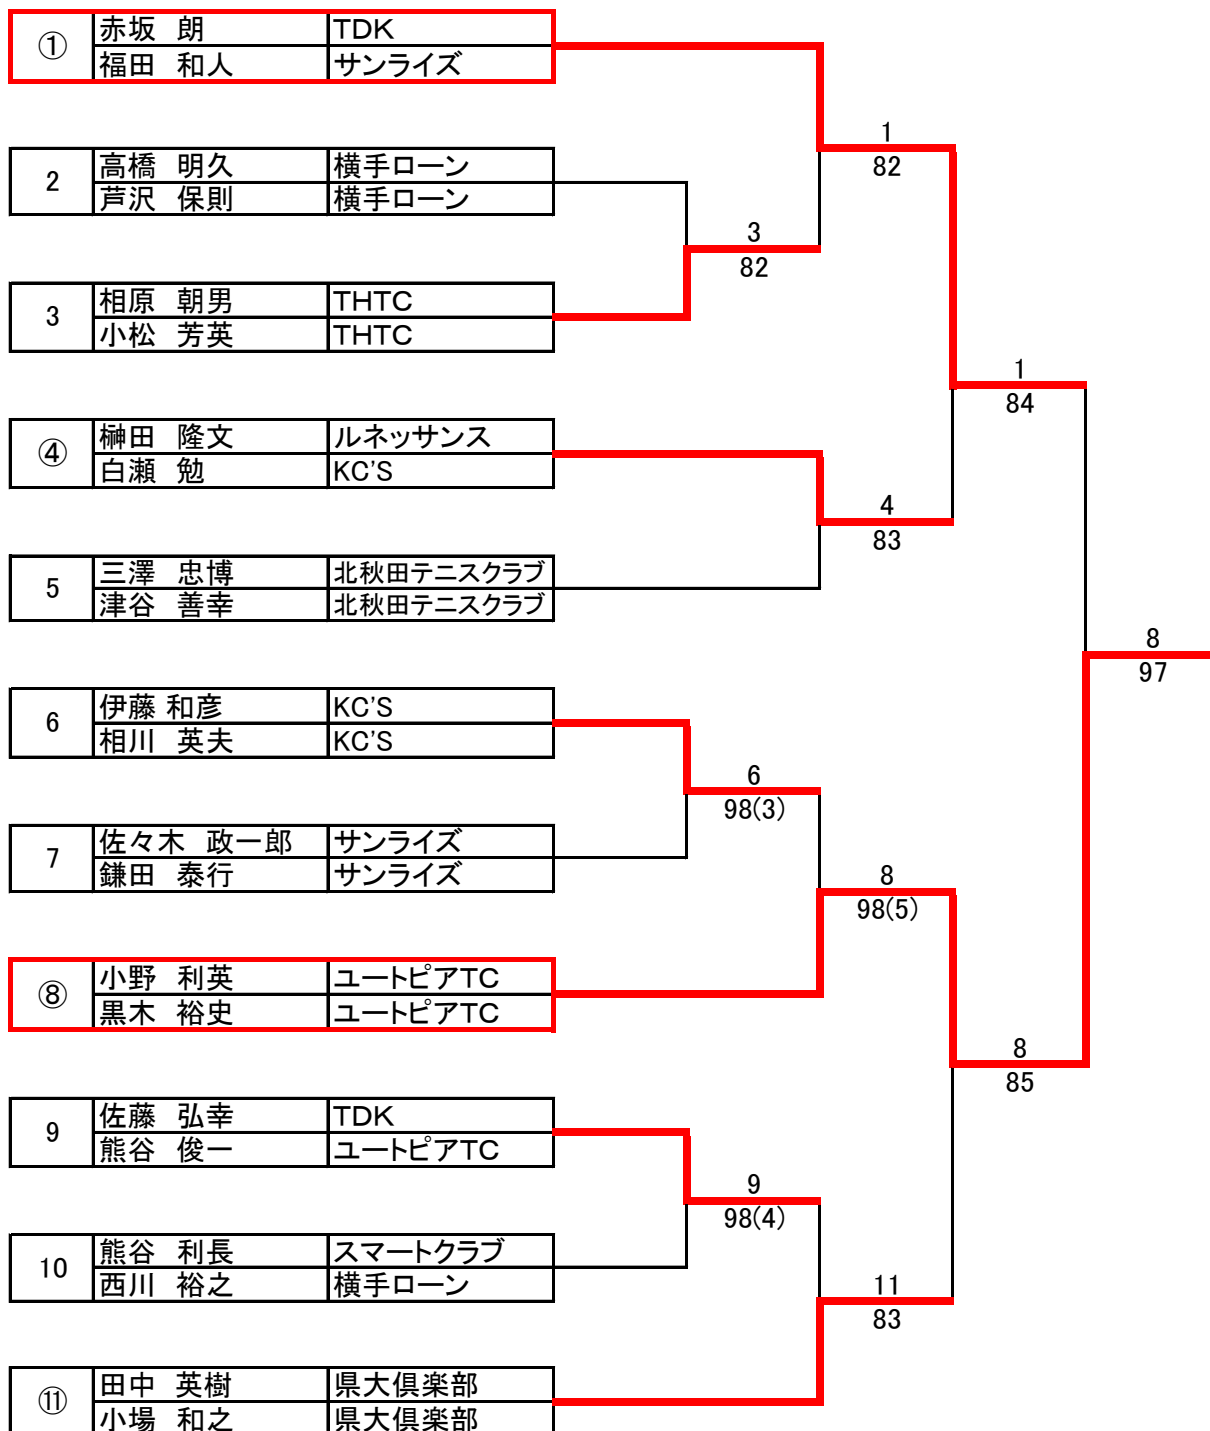 ① 赤坂 朗 TDK
福田 和人 サンライズ
1
82
2 高橋 明久 横手ローン
芦沢 保則 横手ローン
3
82
3 相原 朝男 THTC
小松 芳英 THTC
1
84
④ 榊田 隆文 ルネッサンス
白瀬 勉 KC'S
4
83
5 三澤 忠博 北秋田テニスクラブ
津谷 善幸 北秋田テニスクラブ
8
97
6 伊藤 和彦 KC'S
相川 英夫 KC'S
6
98(3)
7 佐々木 政一郎 サンライズ
鎌田 泰行 サンライズ
8
98(5)
⑧ 小野 利英 ユートピアTC
黒木 裕史 ユートピアTC
8
85
9 佐藤 弘幸 TDK
熊谷 俊一 ユートピアTC
9
98(4)
10 熊谷 利長 スマートクラブ
西川 裕之 横手ローン
11
83
⑪ 田中 英樹 県大倶楽部
小場 和之 県大倶楽部